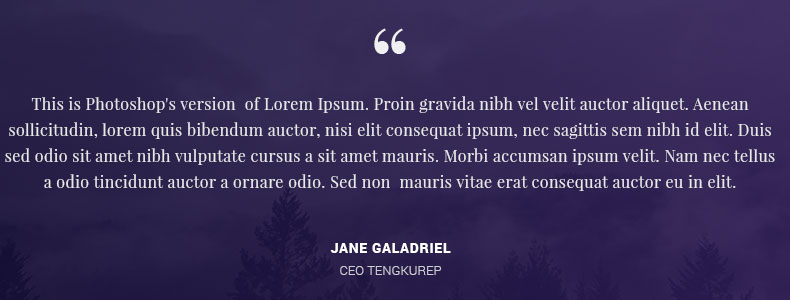 “
This is Photoshop's version  of Lorem Ipsum. Proin gravida nibh vel velit auctor aliquet. Aenean
sollicitudin, lorem quis bibendum auctor, nisi elit consequat ipsum, nec sagittis sem nibh id elit. Duis
sed odio sit amet nibh vulputate cursus a sit amet mauris. Morbi accumsan ipsum velit. Nam nec tellus
a odio tincidunt auctor a ornare odio. Sed non  mauris vitae erat consequat auctor eu in elit.
JANE GALADRIEL
CEO TENGKUREP